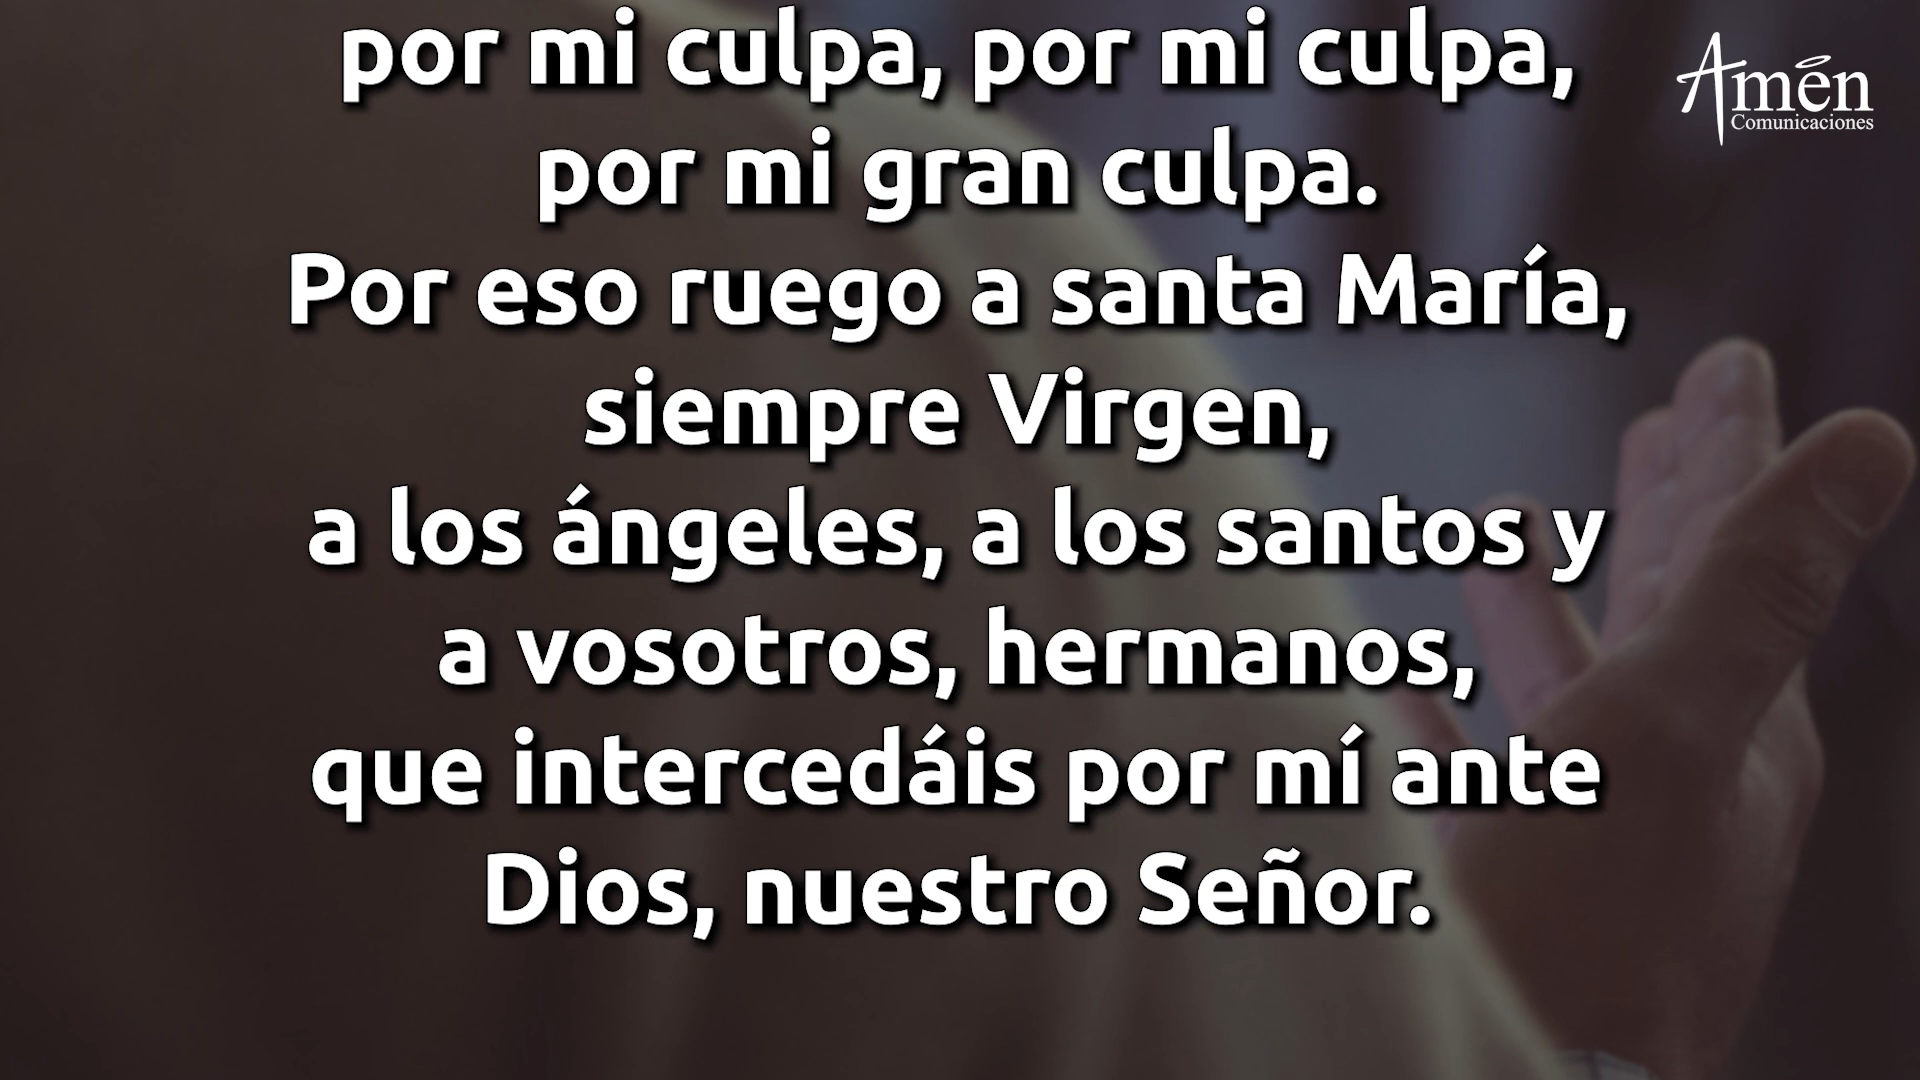 por mi culpa, por mi culpa,
por mi gran culpa.
Por eso ruego a santa María,
siempre Virgen,
a los ángeles, a los santos y
a vosotros, hermanos,
que intercedáis por mí ante
Dios, nuestro Señor.
Amén
Comunicaciones